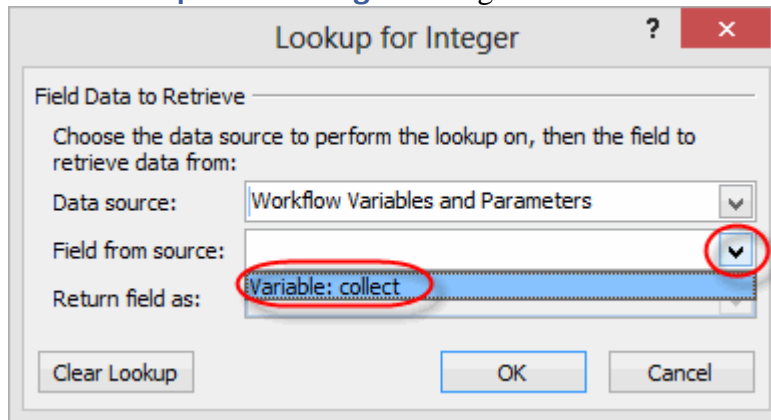 Lookup for Integer ? ×
Field Data to Retrieve
Choose the data source to perform the lookup on, then the field to
retrieve data from:
Data source: Workflow Variables and Parameters
Field from source:
Variable: collect
Return field as:
Clear Lookup OK Cancel